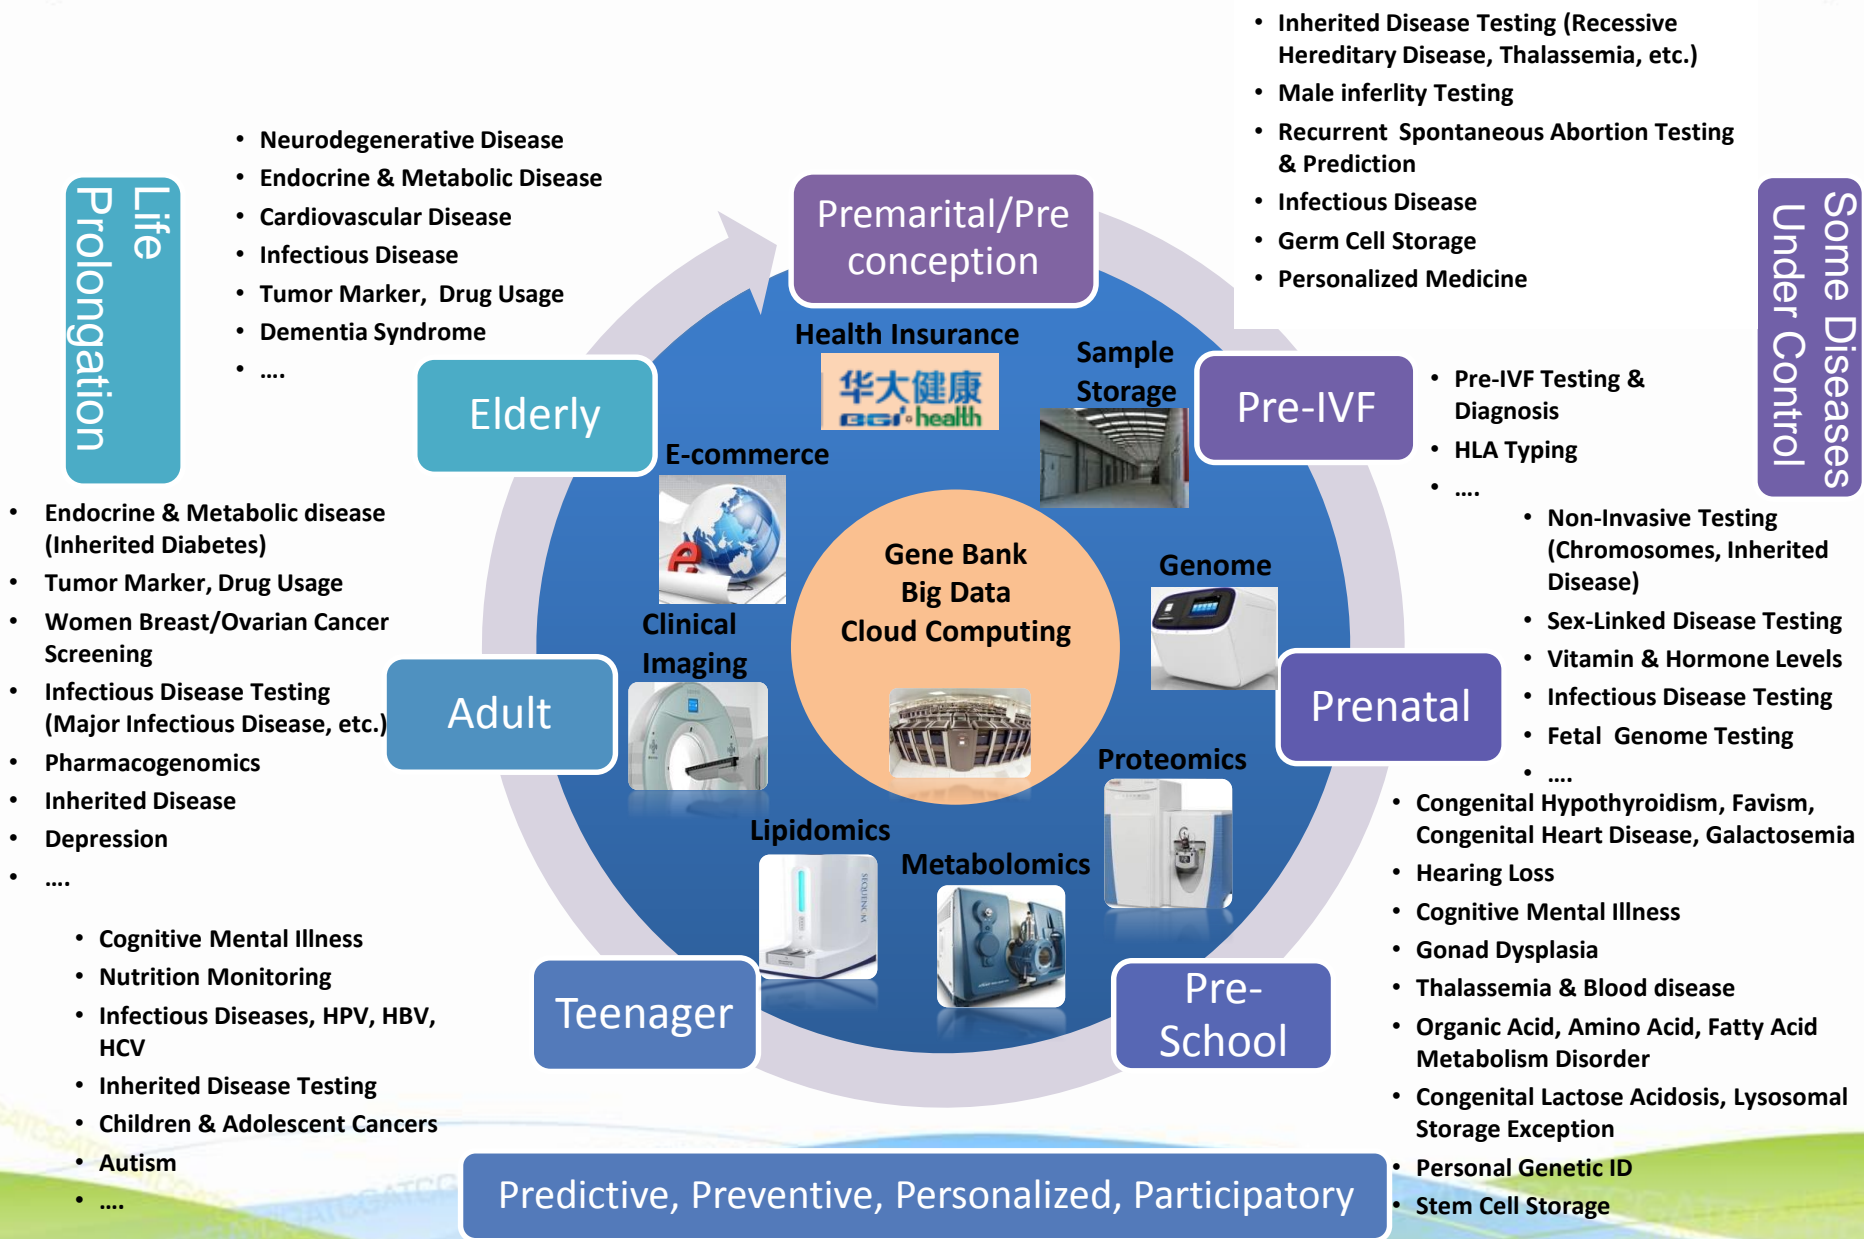 • Inherited Disease Testing (Recessive
Hereditary Disease, Thalassemia, etc.)
• Male inferlity Testing
• Recurrent  Spontaneous Abortion Testing
& Prediction
• Infectious Disease
• Germ Cell Storage
• Personalized Medicine
• Neurodegenerative Disease
• Endocrine & Metabolic Disease
• Cardiovascular Disease
• Infectious Disease
• Tumor Marker,  Drug Usage
• Dementia Syndrome
• ....
Life
Prolongation
Some Diseases
Under Control
Premarital/Pre
conception
Elderly
Pre-IVF
• Pre-IVF Testing &
Diagnosis
• HLA Typing
• ....
Health Insurance
华大健康
BGI health
Sample
Storage
E-commerce
e
Gene Bank
Big Data
Cloud Computing
Genome
Clinical
Imaging
Proteomics
Lipidomics
SEQUENOM
Metabolomics
• Endocrine & Metabolic disease
(Inherited Diabetes)
• Tumor Marker, Drug Usage
• Women Breast/Ovarian Cancer
Screening
• Infectious Disease Testing
(Major Infectious Disease, etc.)
• Pharmacogenomics
• Inherited Disease
• Depression
• ....
Adult
Prenatal
• Non-Invasive Testing
(Chromosomes, Inherited
Disease)
• Sex-Linked Disease Testing
• Vitamin & Hormone Levels
• Infectious Disease Testing
• Fetal  Genome Testing
• ....
• Cognitive Mental Illness
• Nutrition Monitoring
• Infectious Diseases, HPV, HBV,
HCV
• Inherited Disease Testing
• Children & Adolescent Cancers
• Autism
• ....
Teenager
Pre-
School
• Congenital Hypothyroidism, Favism,
Congenital Heart Disease, Galactosemia
• Hearing Loss
• Cognitive Mental Illness
• Gonad Dysplasia
• Thalassemia & Blood disease
• Organic Acid, Amino Acid, Fatty Acid
Metabolism Disorder
• Congenital Lactose Acidosis, Lysosomal
Storage Exception
• Personal Genetic ID
• Stem Cell Storage
Predictive, Preventive, Personalized, Participatory